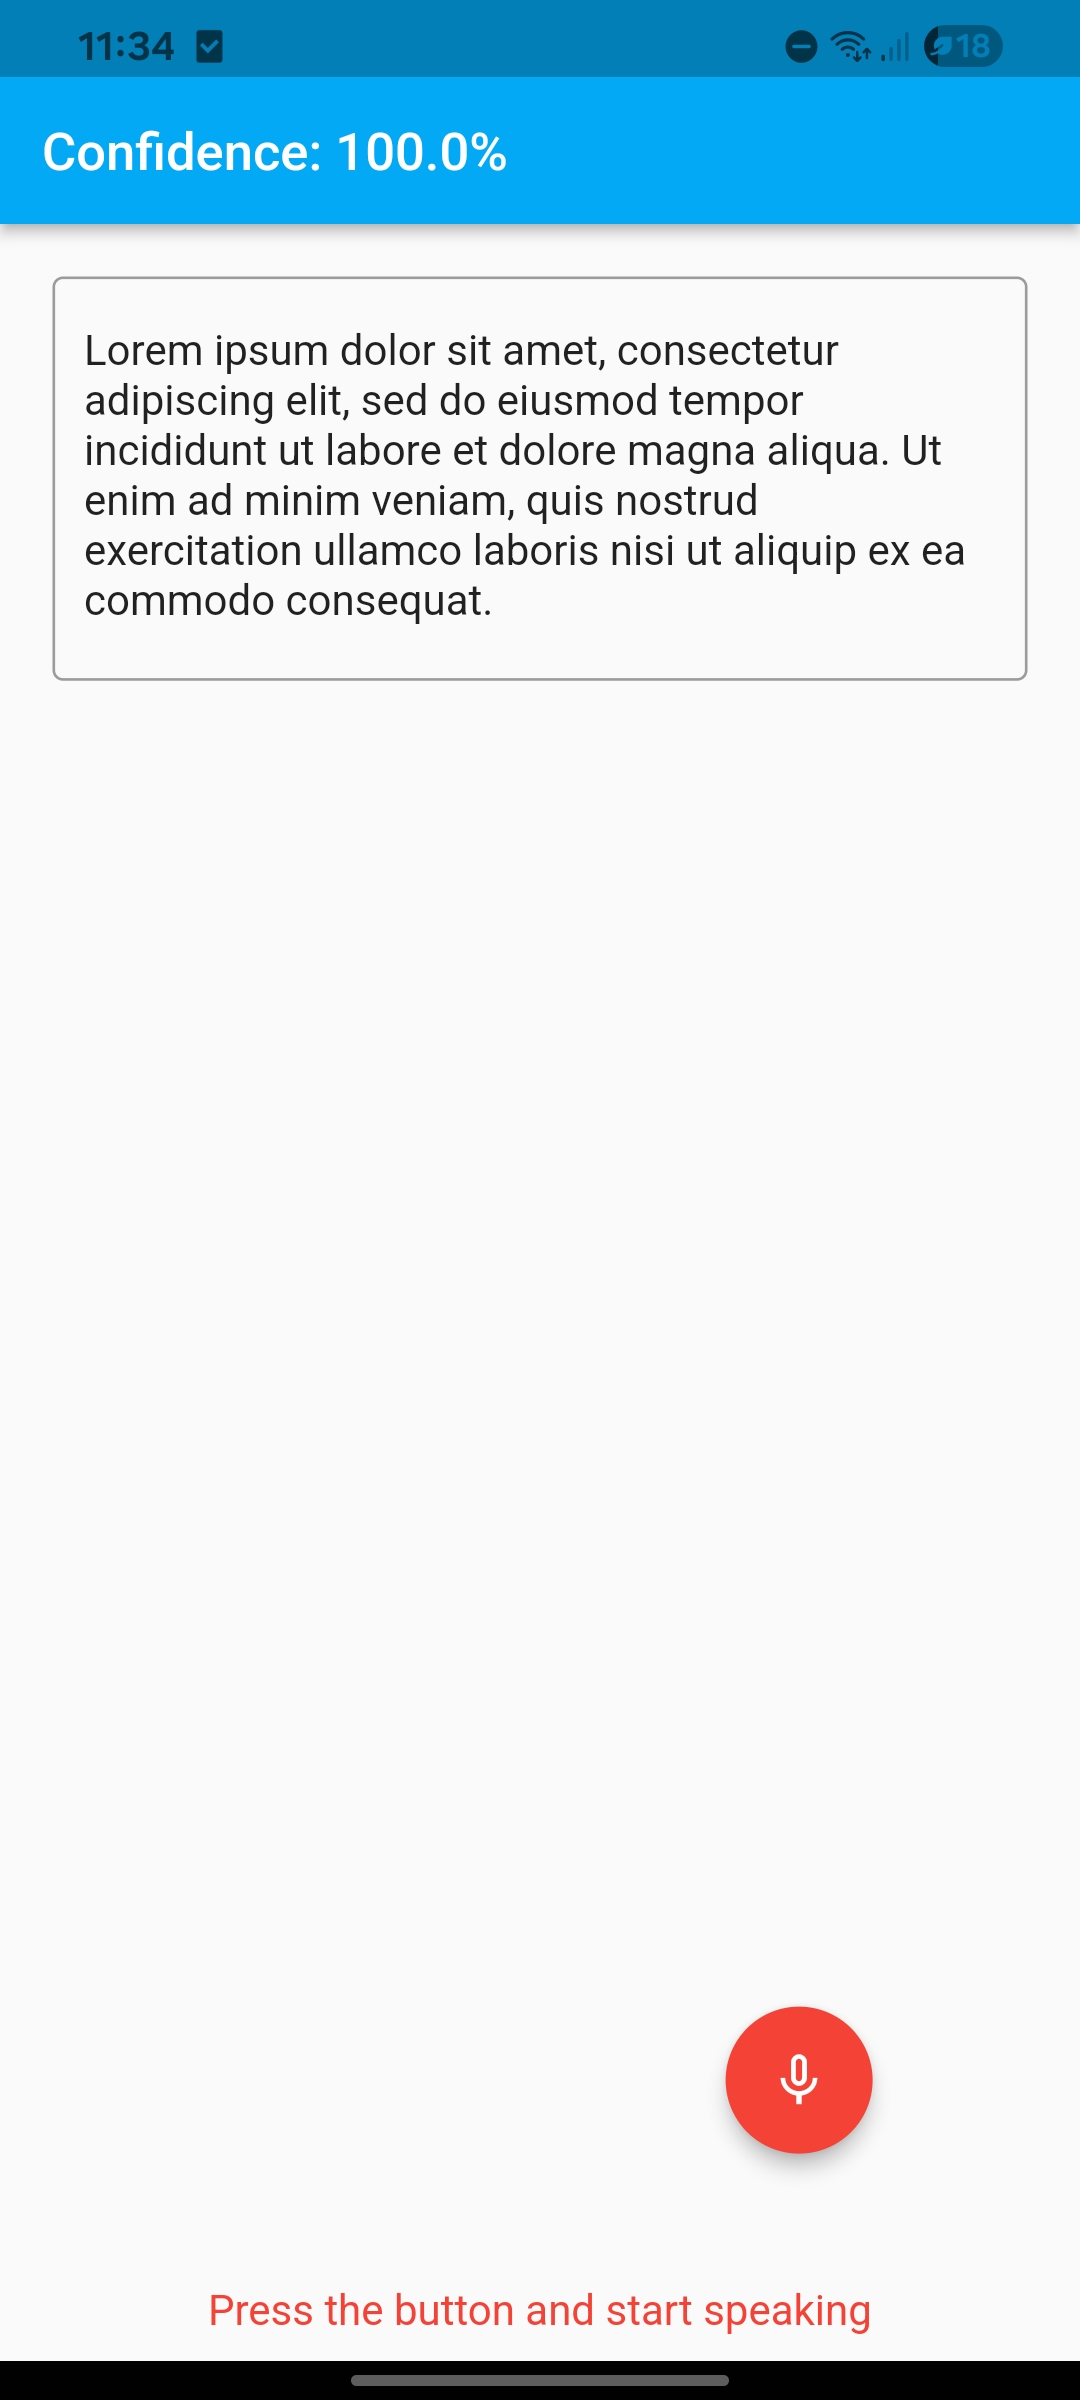 11:34
18
Confidence: 100.0%
Lorem ipsum dolor sit amet, consectetur
adipiscing elit, sed do eiusmod tempor
incididunt ut labore et dolore magna aliqua. Ut
enim ad minim veniam, quis nostrud
exercitation ullamco laboris nisi ut aliquip ex ea
commodo consequat.
Press the button and start speaking